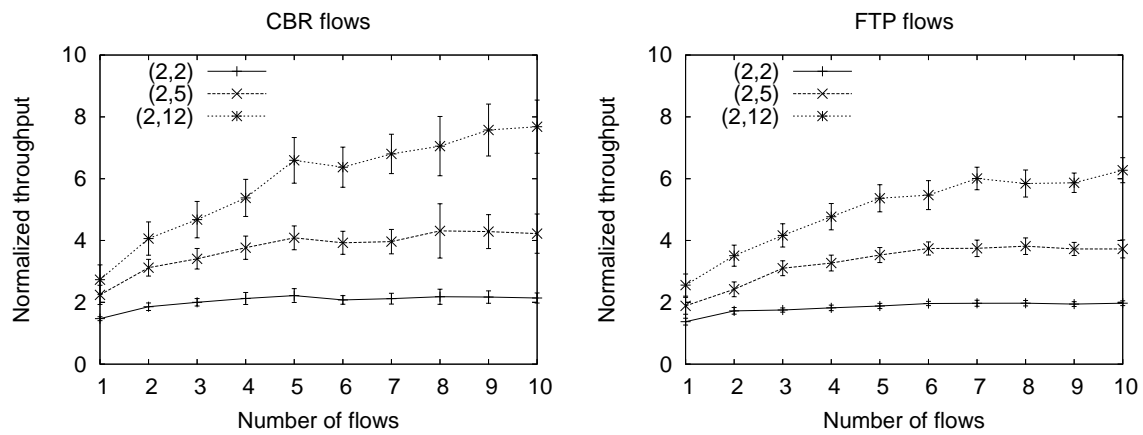 CBR flows
Normalized throughput
10
8
6
4
2
0
(2,2)
(2,5)
(2,12)
1 2 3 4 5 6 7 8 9 10
Number of flows
FTP flows
Normalized throughput
10
8
6
4
2
0
(2,2)
(2,5)
(2,12)
1 2 3 4 5 6 7 8 9 10
Number of flows